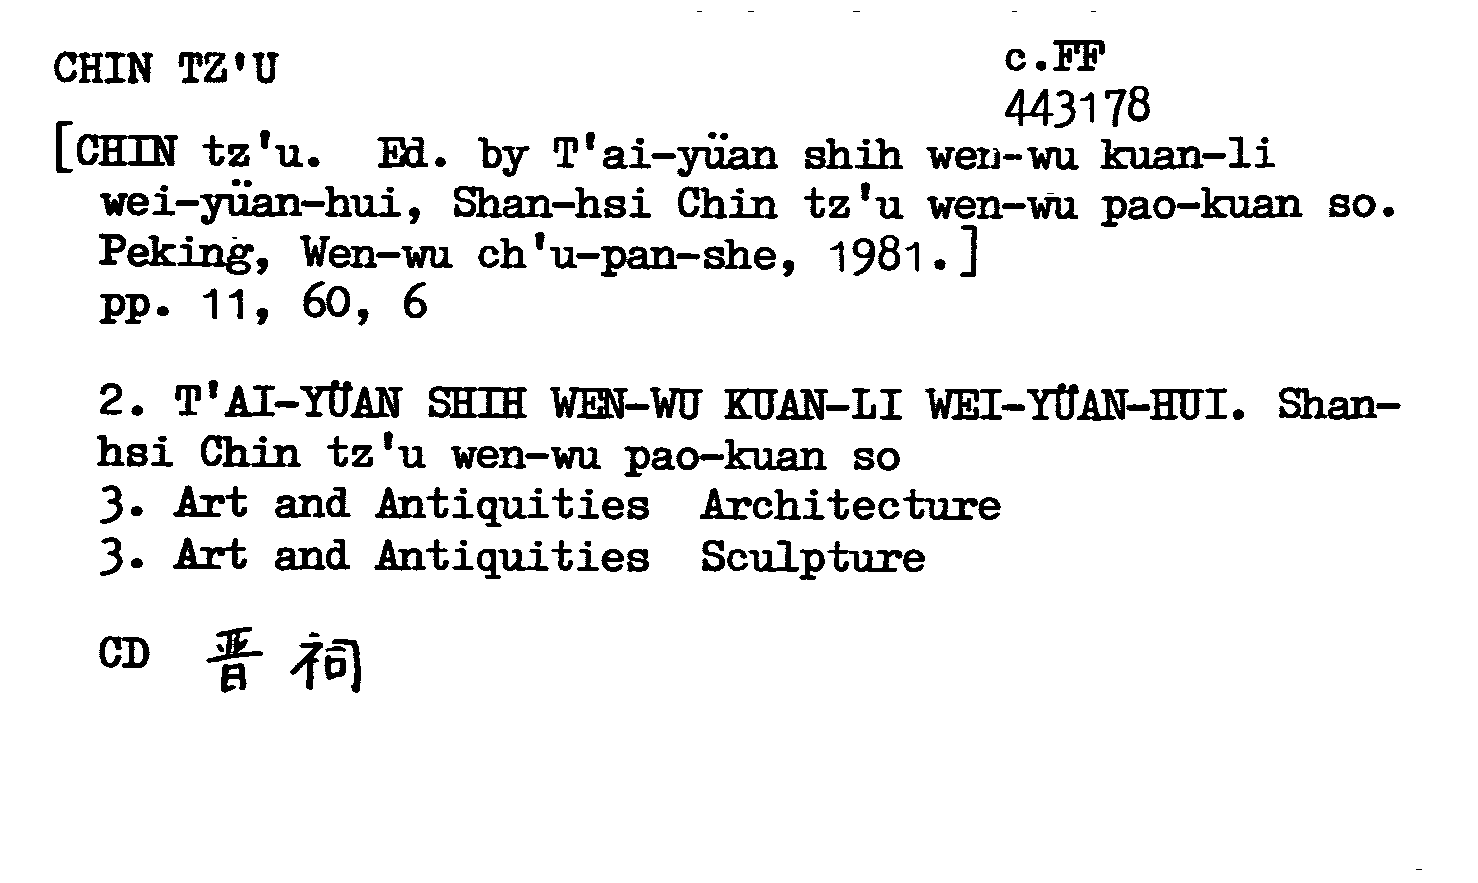 CHIN TZ'U
c.FF
443178
[CHIN tz'u. Ed. by T'ai-yüan shih wen-wu kuan-li
wei-yüan-hui, Shan-hsi Chin tz'u wen-wu pao-kuan so.
Peking, Wen-wu ch'u-pan-she, 1981.]
pp. 11, 60, 6
2. T'AI-YÜAN SHIH WEN-WU KUAN-LI WEI-YÜAN-HUI. Shan-
hsi Chin tz'u wen-wu pao-kuan so
3. Art and Antiquities Architecture
3. Art and Antiquities Sculpture
CD 晋祠